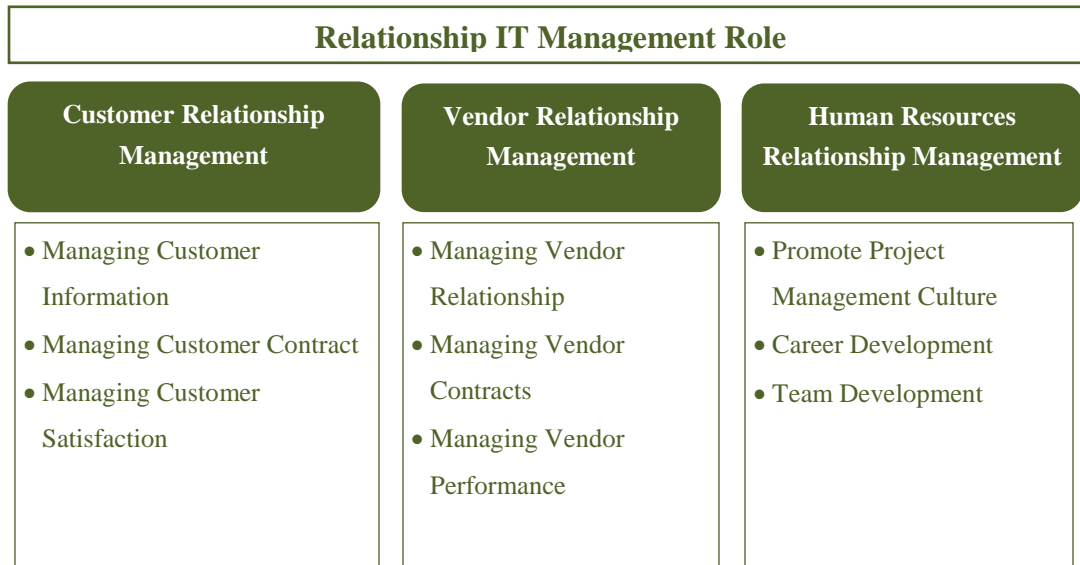 Relationship IT Management Role
Customer Relationship
Management
• Managing Customer
Information
• Managing Customer Contract
• Managing Customer
Satisfaction
Vendor Relationship
Management
• Managing Vendor
Relationship
• Managing Vendor
Contracts
• Managing Vendor
Performance
Human Resources
Relationship Management
• Promote Project
Management Culture
• Career Development
• Team Development